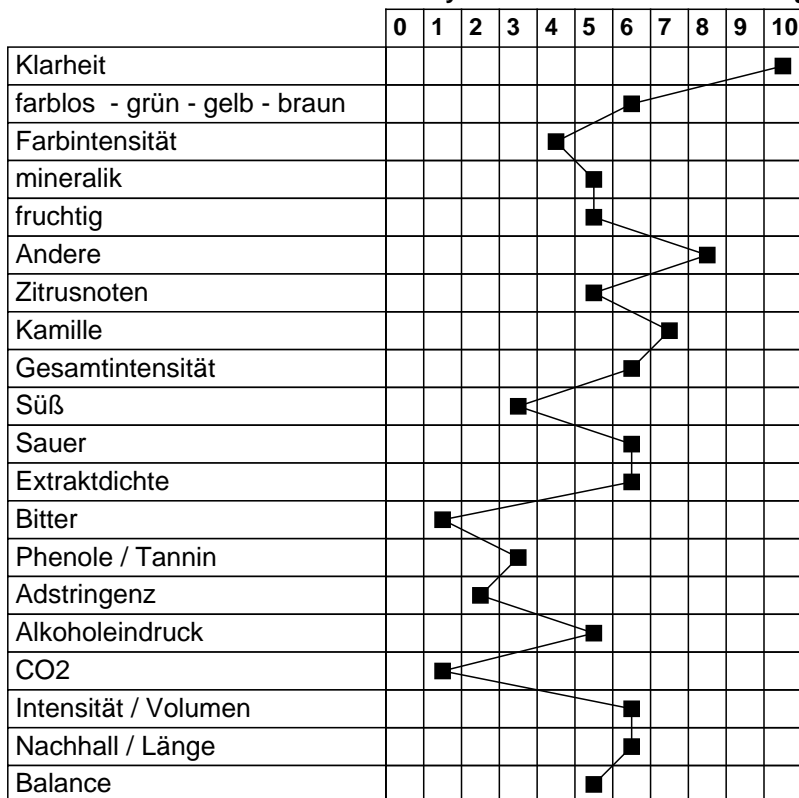 0 1 2 3 4 5 6 7 8 9 10
Klarheit
farblos - grün - gelb - braun
Farbintensität
mineralik
fruchtig
Andere
Zitrusnoten
Kamille
Gesamtintensität
Süß
Sauer
Extraktdichte
Bitter
Phenole / Tannin
Adstringenz
Alkoholeindruck
CO2
Intensität / Volumen
Nachhall / Länge
Balance